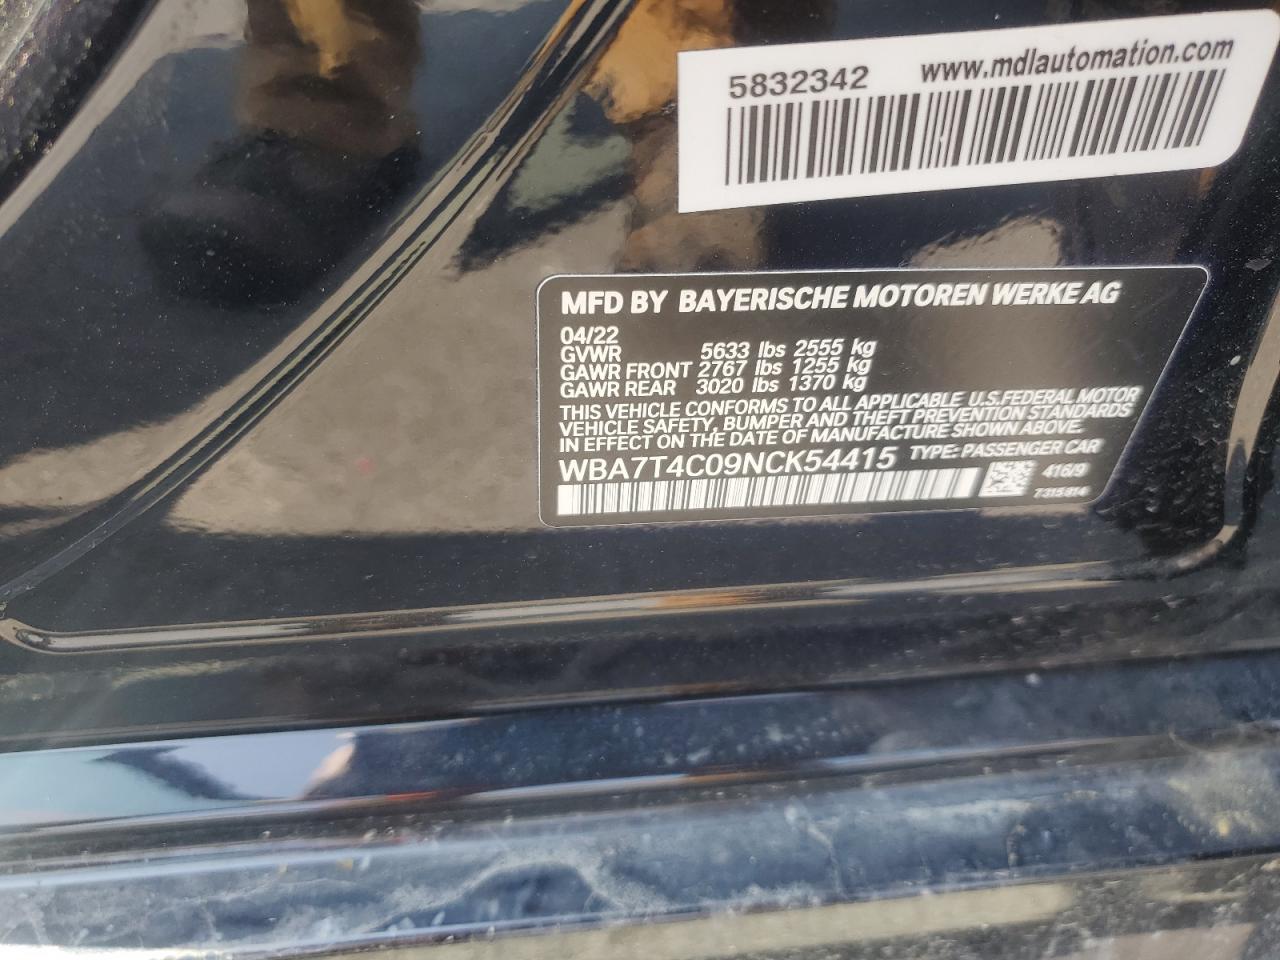 5832342 www.mdlautomation.com
MFD BY BAYERISCHE MOTOREN WERKE AG
04/22
GVWR 5633 lbs 2555 kg
GAWR FRONT 2767 lbs 1255 kg
GAWR REAR 3020 lbs 1370 kg
THIS VEHICLE CONFORMS TO ALL APPLICABLE U.S.FEDERAL MOTOR
VEHICLE SAFETY, BUMPER AND THEFT PREVENTION STANDARDS
IN EFFECT ON THE DATE OF MANUFACTURE SHOWN ABOVE.
WBA7T4C09NCK54415 TYPE: PASSENGER CAR
416/9
7315814